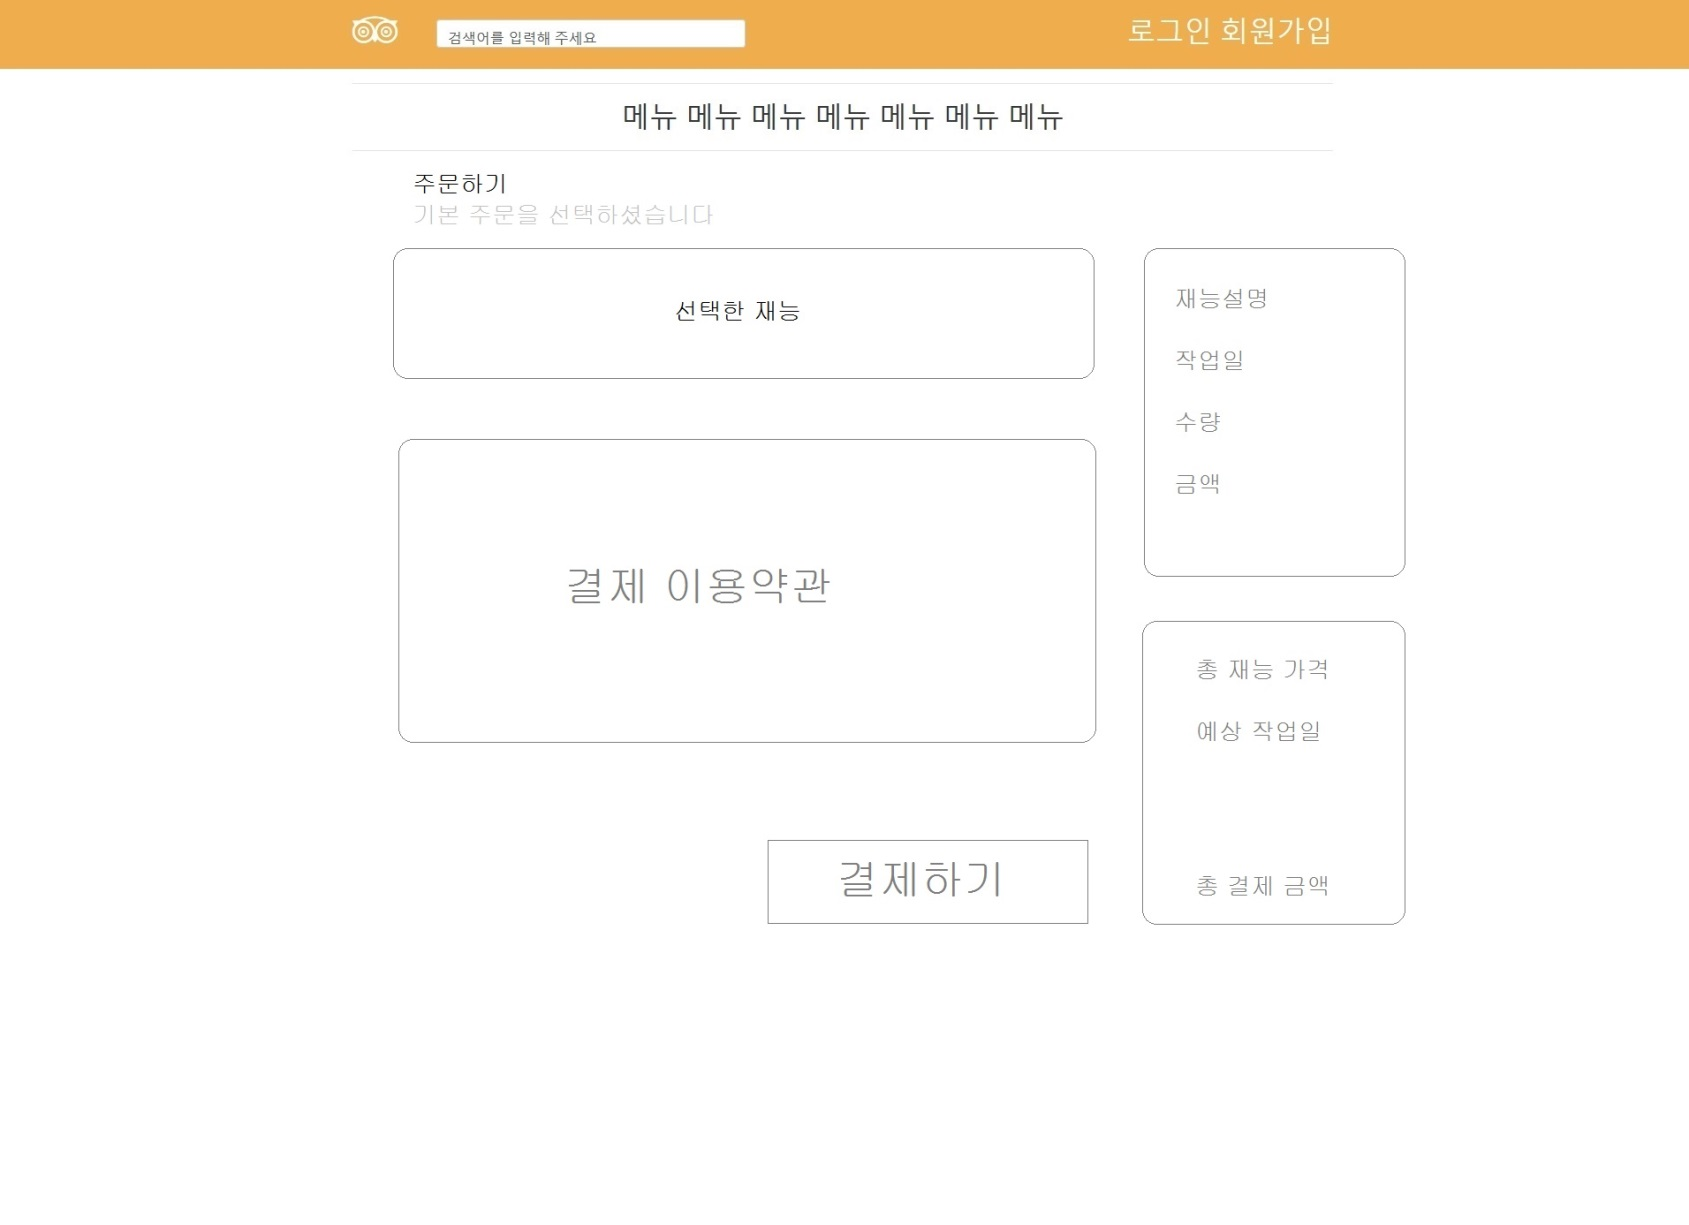 검색어를 입력해 주세요
로그인 회원가입
메뉴 메뉴 메뉴 메뉴 메뉴 메뉴 메뉴
주문하기
기본 주문을 선택하셨습니다
선택한 재능
결제 이용약관
결제하기
재능설명
작업일
수량
금액
총 재능 가격
예상 작업일
총 결제 금액